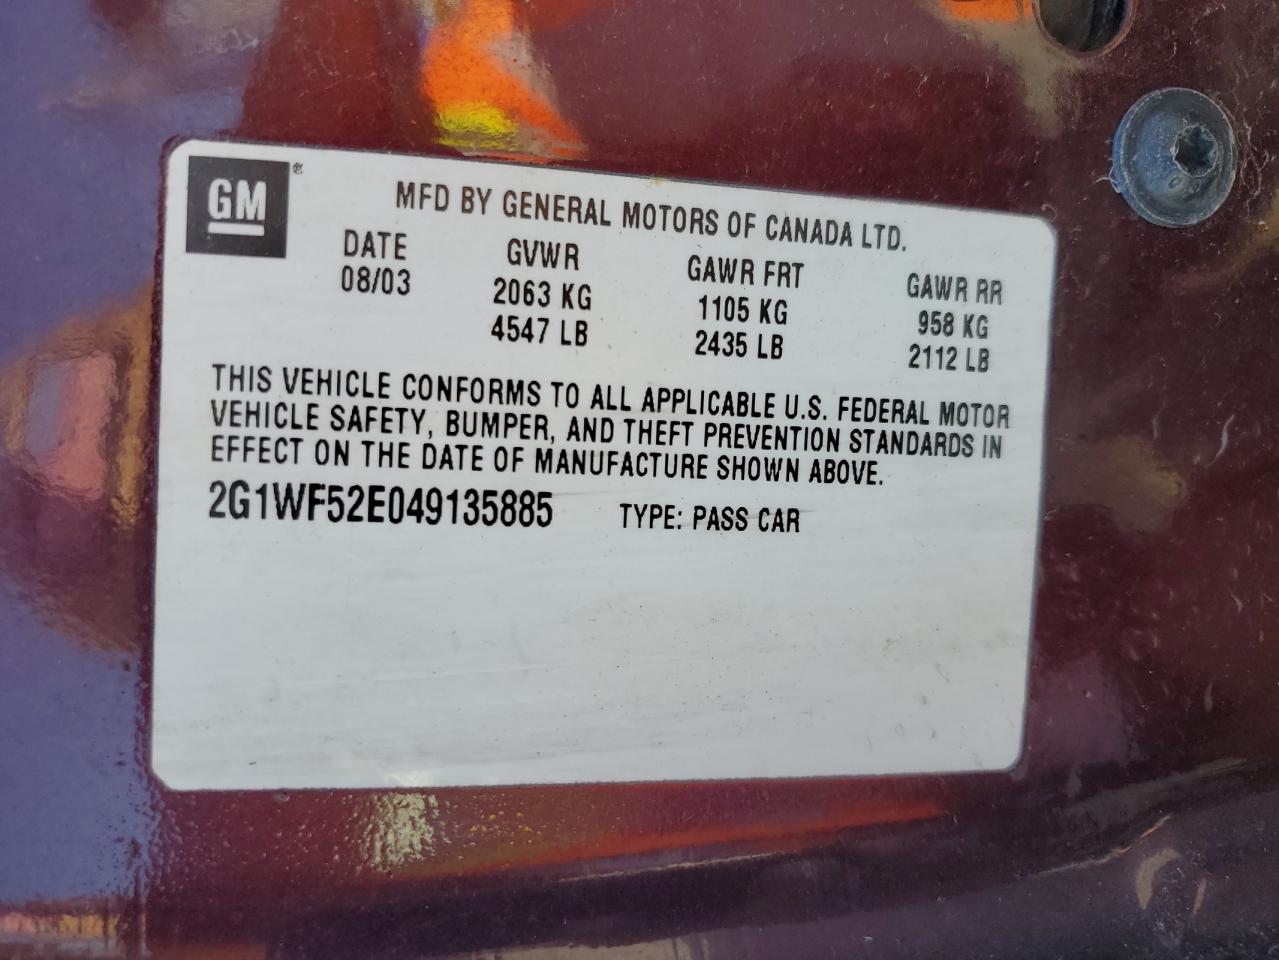 GM
MFD BY GENERAL MOTORS OF CANADA LTD.
DATE GVWR GAWR FRT GAWR RR
08/03 2063 KG 1105 KG 958 KG
4547 LB 2435 LB 2112 LB
THIS VEHICLE CONFORMS TO ALL APPLICABLE U.S. FEDERAL MOTOR
VEHICLE SAFETY, BUMPER, AND THEFT PREVENTION STANDARDS IN
EFFECT ON THE DATE OF MANUFACTURE SHOWN ABOVE.
2G1WF52E049135885 TYPE: PASS CAR